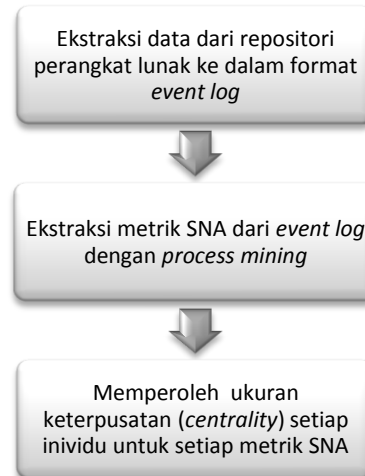 Ekstraksi data dari repositori
perangkat lunak ke dalam format
event log
Ekstraksi metrik SNA dari event log
dengan process mining
Memperoleh ukuran
keterpusatan (centrality) setiap
inividu untuk setiap metrik SNA